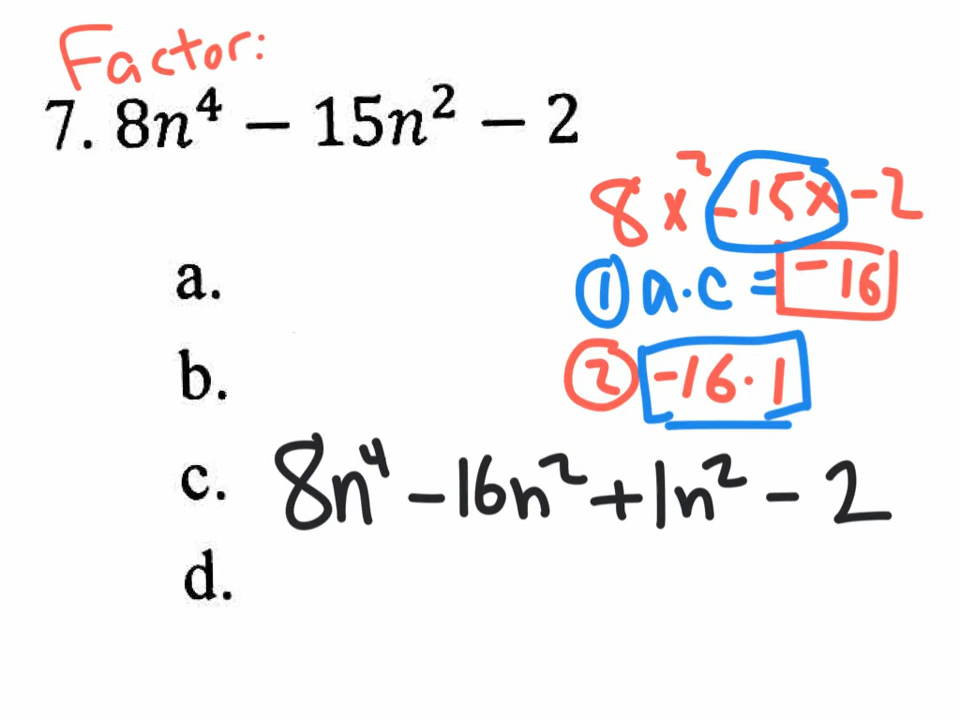 Factor:
7. 8n⁴ − 15n² − 2
8x² -15x -2
a.
① a·c = -16
b.
② -16·1
c. 8n⁴ - 16n² + 1n² - 2
d.